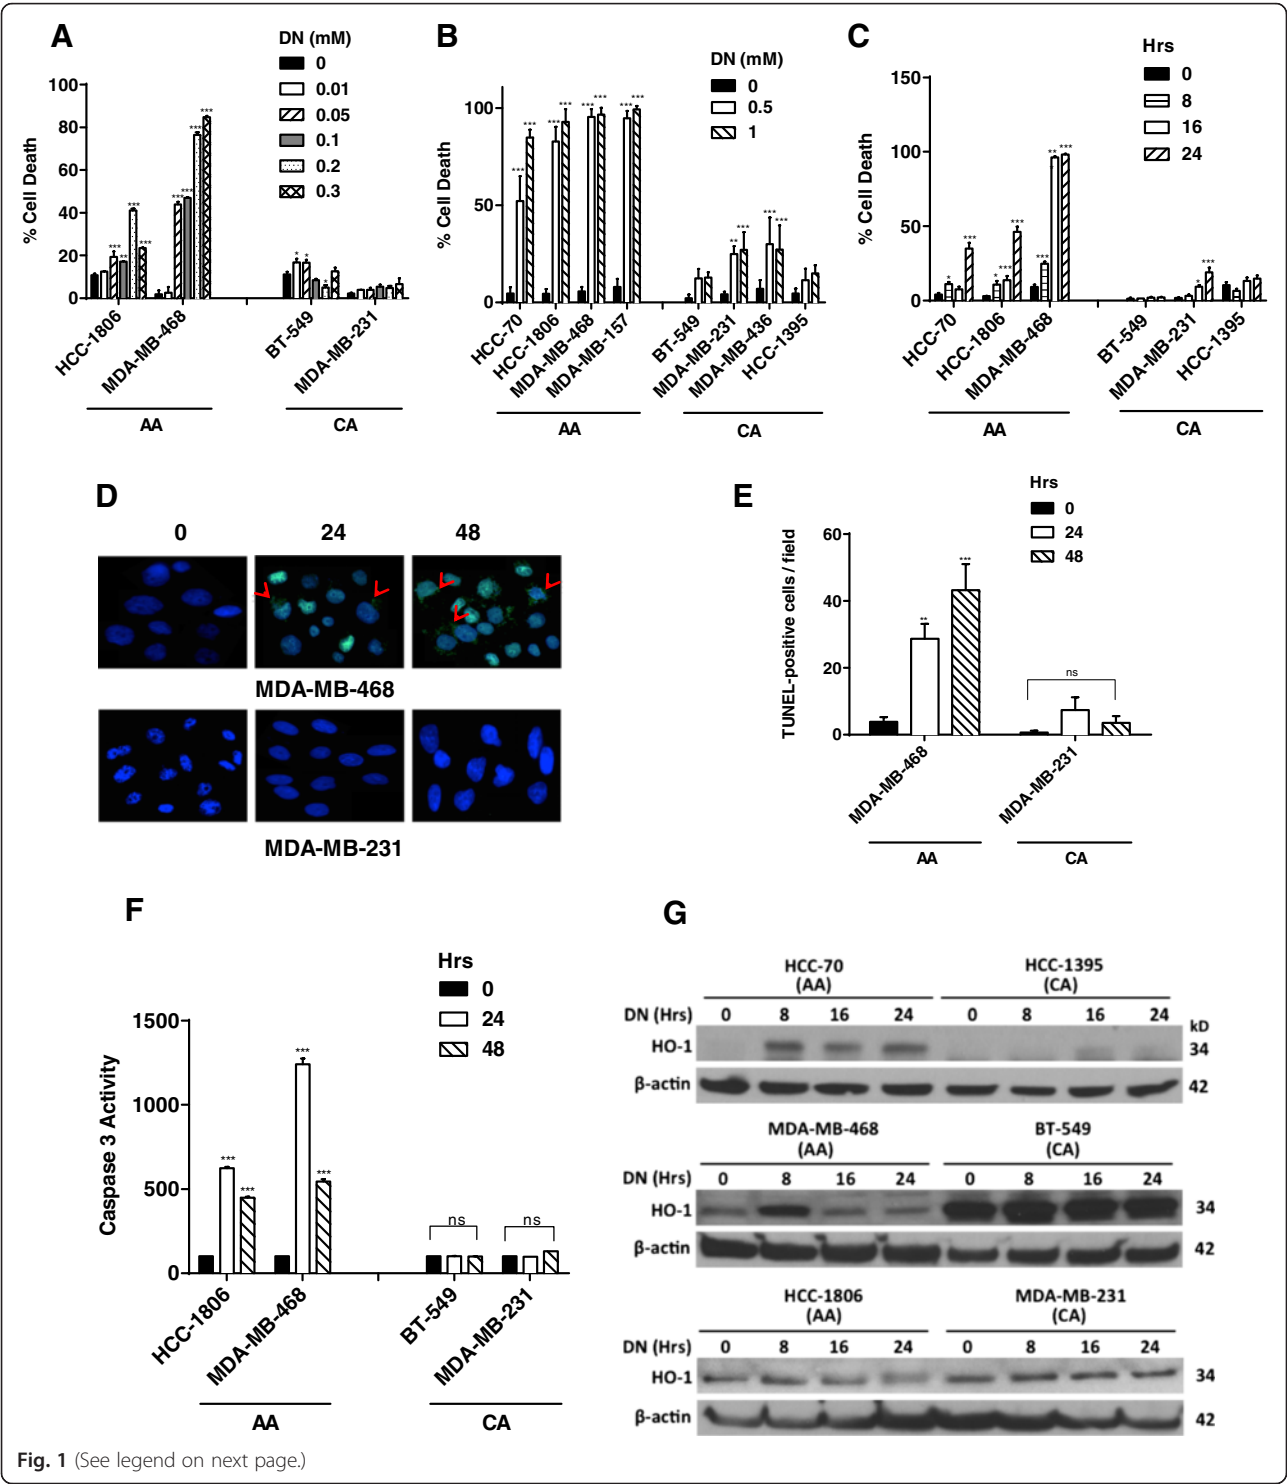 A
DN (mM)
0
0.01
0.05
0.1
0.2
0.3
% Cell Death
100
80
60
40
20
0
*** ** *** *** *** *** *** ***
* * *
HCC-1806
MDA-MB-468
BT-549
MDA-MB-231
AA
CA
B
DN (mM)
0
0.5
1
% Cell Death
100
50
0
*** *** *** *** *** *** *** ***
** *** *** ***
HCC-70
HCC-1806
MDA-MB-468
MDA-MB-157
BT-549
MDA-MB-231
MDA-MB-436
HCC-1395
AA
CA
C
Hrs
0
8
16
24
% Cell Death
150
100
50
0
* *** * *** *** *** ** ***
* ***
HCC-70
HCC-1806
MDA-MB-468
BT-549
MDA-MB-231
HCC-1395
AA
CA
D
0 24 48
MDA-MB-468
MDA-MB-231
E
Hrs
0
24
48
TUNEL-positive cells / field
60
40
20
0
** ***
ns
MDA-MB-468
MDA-MB-231
AA
CA
F
Hrs
0
24
48
Caspase 3 Activity
1500
1000
500
0
*** *** *** ***
ns ns
HCC-1806
MDA-MB-468
BT-549
MDA-MB-231
AA
CA
G
HCC-70 HCC-1395
(AA) (CA)
DN (Hrs) 0 8 16 24 0 8 16 24 kD
HO-1 34
β-actin 42
MDA-MB-468 BT-549
(AA) (CA)
DN (Hrs) 0 8 16 24 0 8 16 24
HO-1 34
β-actin 42
HCC-1806 MDA-MB-231
(AA) (CA)
DN (Hrs) 0 8 16 24 0 8 16 24
HO-1 34
β-actin 42
Fig. 1 (See legend on next page.)